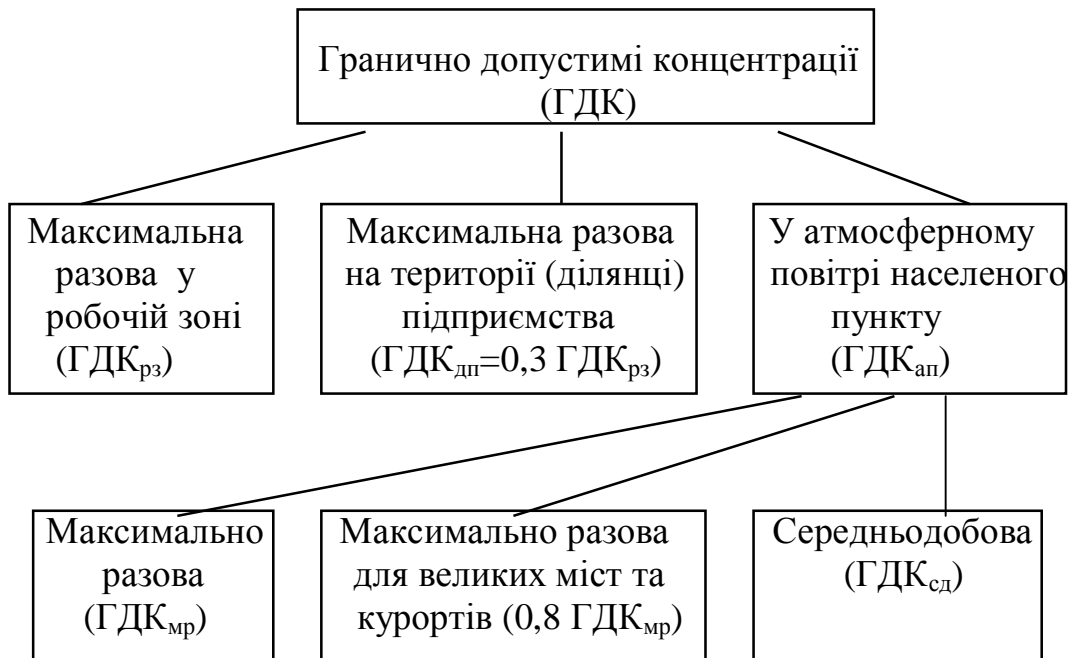 Гранично допустимі концентрації
(ГДК)
Максимальна
разова у
робочій зоні
(ГДКрз)
Максимальна разова
на території (ділянці)
підприємства
(ГДКдп=0,3 ГДКрз)
У атмосферному
повітрі населеного
пункту
(ГДКап)
Максимально
разова
(ГДКмр)
Максимально разова
для великих міст та
курортів (0,8 ГДКмр)
Середньодобова
(ГДКсд)